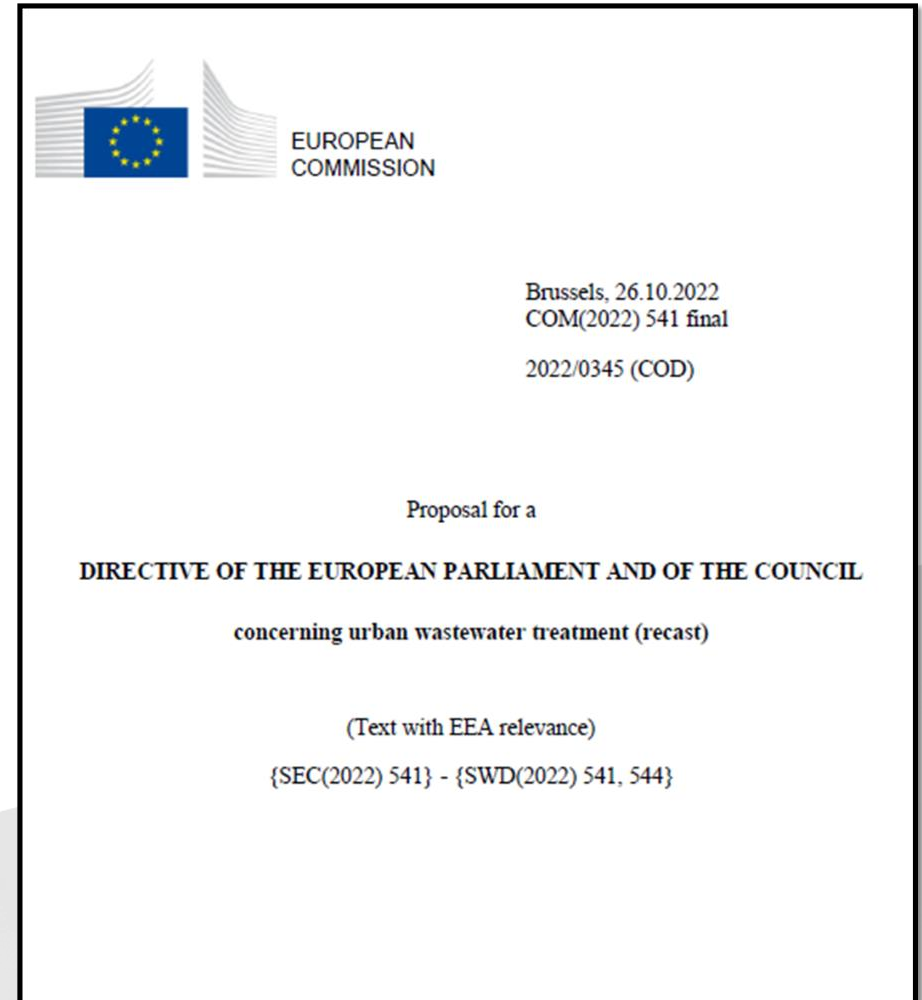 EUROPEAN
COMMISSION
Brussels, 26.10.2022
COM(2022) 541 final
2022/0345 (COD)
Proposal for a
DIRECTIVE OF THE EUROPEAN PARLIAMENT AND OF THE COUNCIL
concerning urban wastewater treatment (recast)
(Text with EEA relevance)
{SEC(2022) 541} - {SWD(2022) 541, 544}